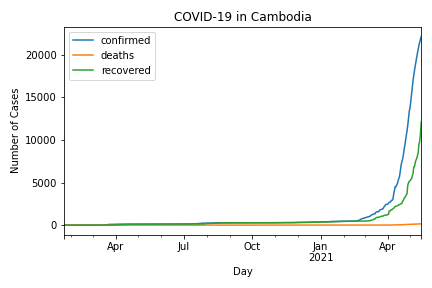 COVID-19 in Cambodia
confirmed
deaths
recovered
Number of Cases
20000
15000
10000
5000
0
Apr
Jul
Oct
Jan
2021
Apr
Day